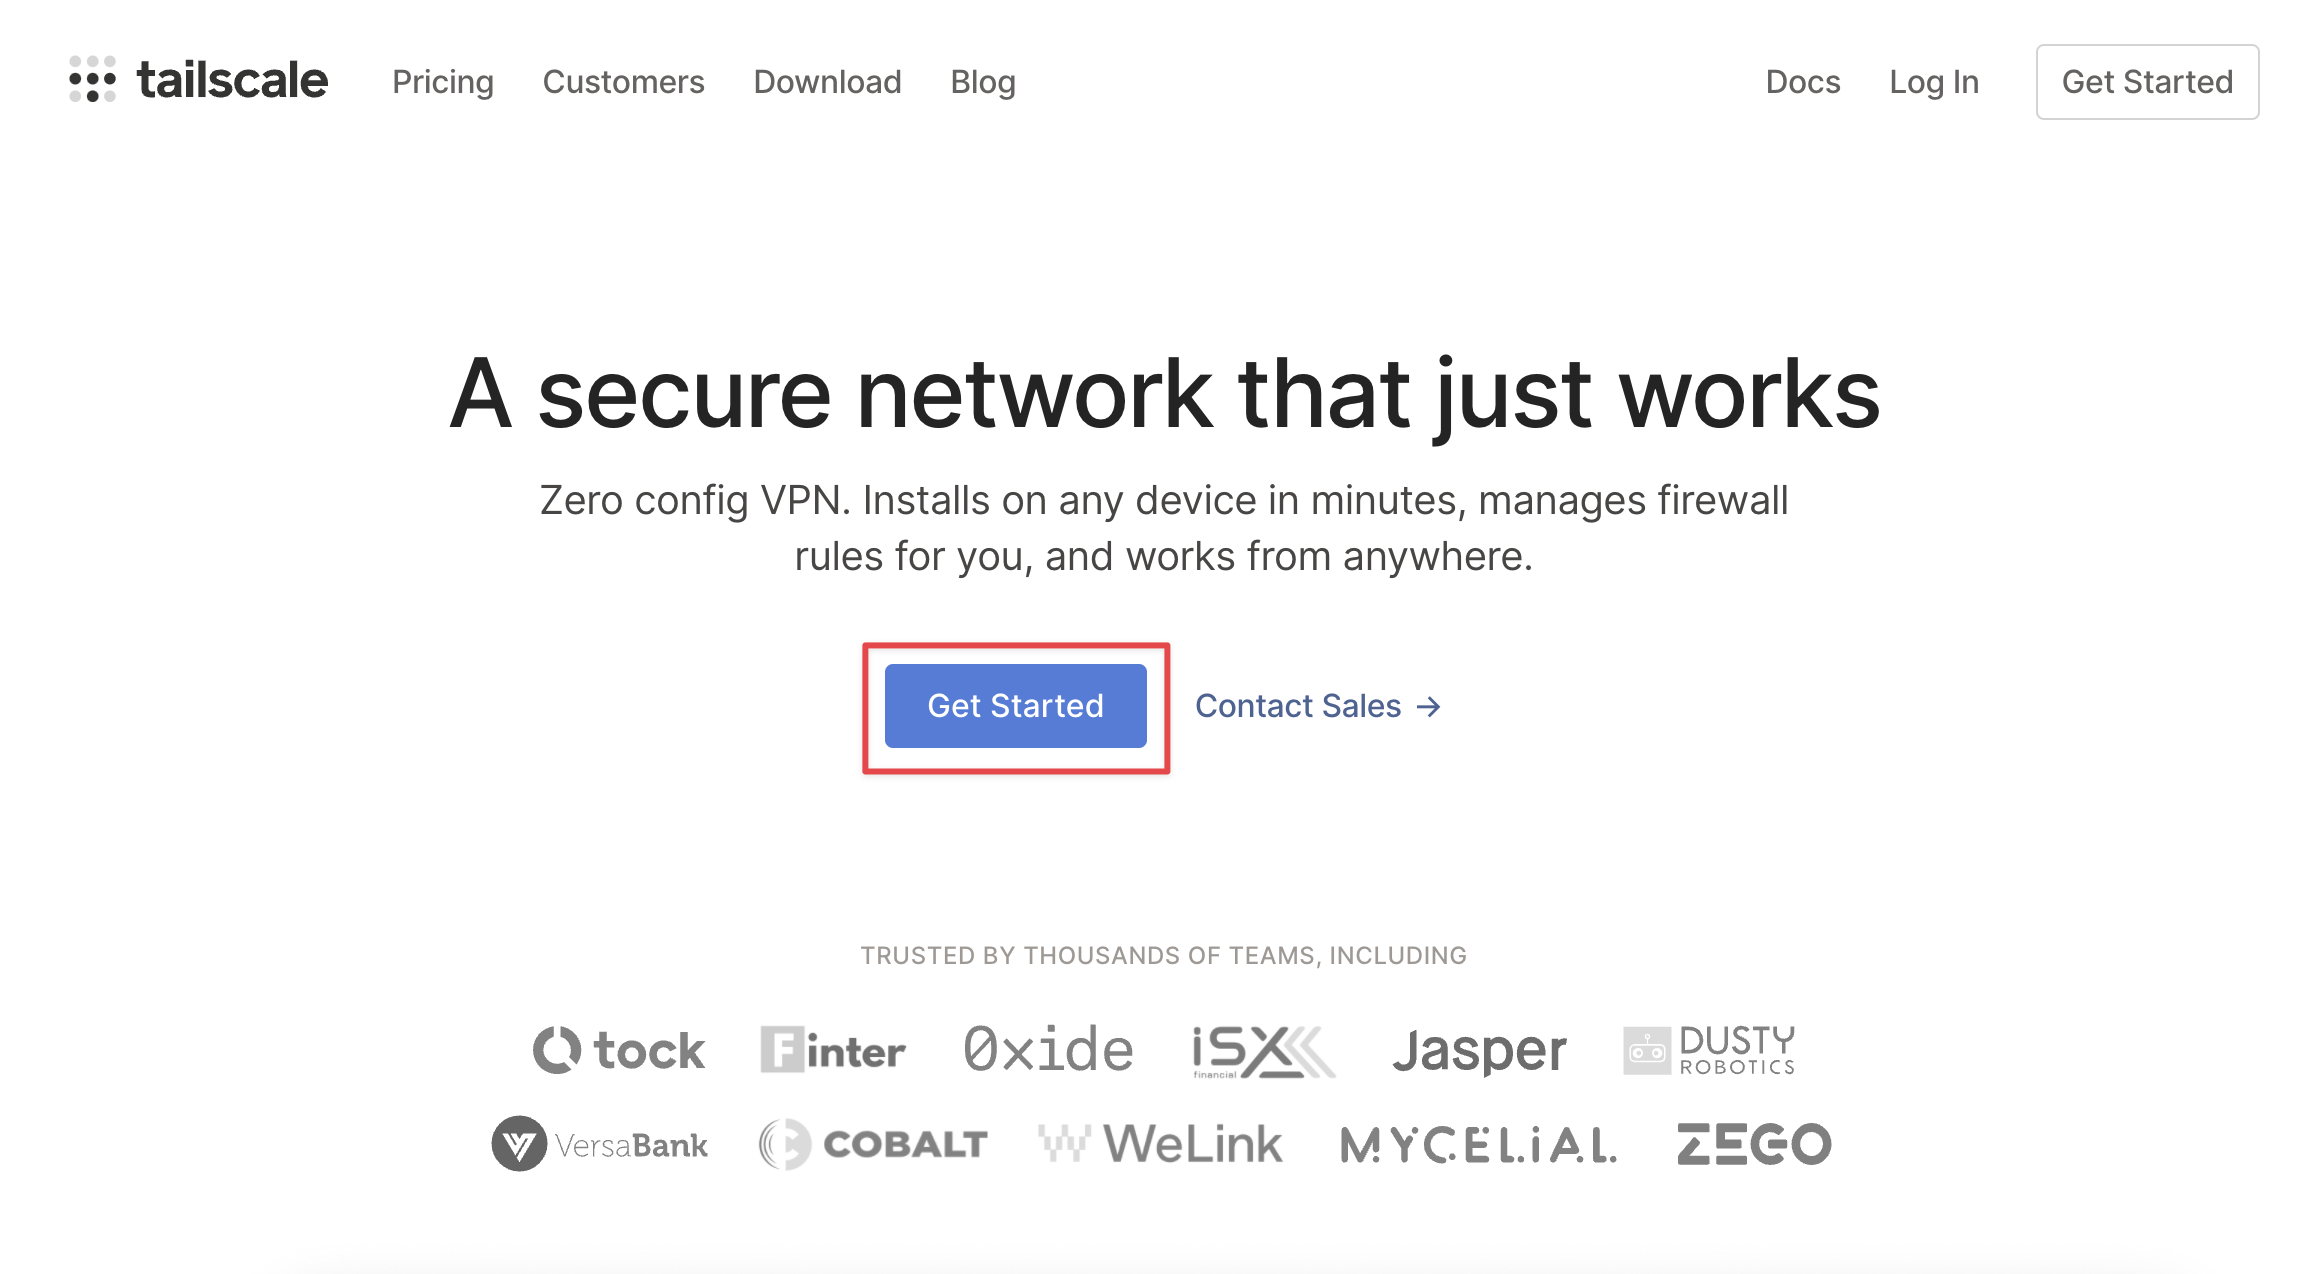 tailscale Pricing Customers Download Blog Docs Log In Get Started
A secure network that just works
Zero config VPN. Installs on any device in minutes, manages firewall
rules for you, and works from anywhere.
Get Started Contact Sales →
TRUSTED BY THOUSANDS OF TEAMS, INCLUDING
tock Finter 0xide iSX financial Jasper DUSTY ROBOTICS
VersaBank COBALT WeLink MYCELiAL ZEGO